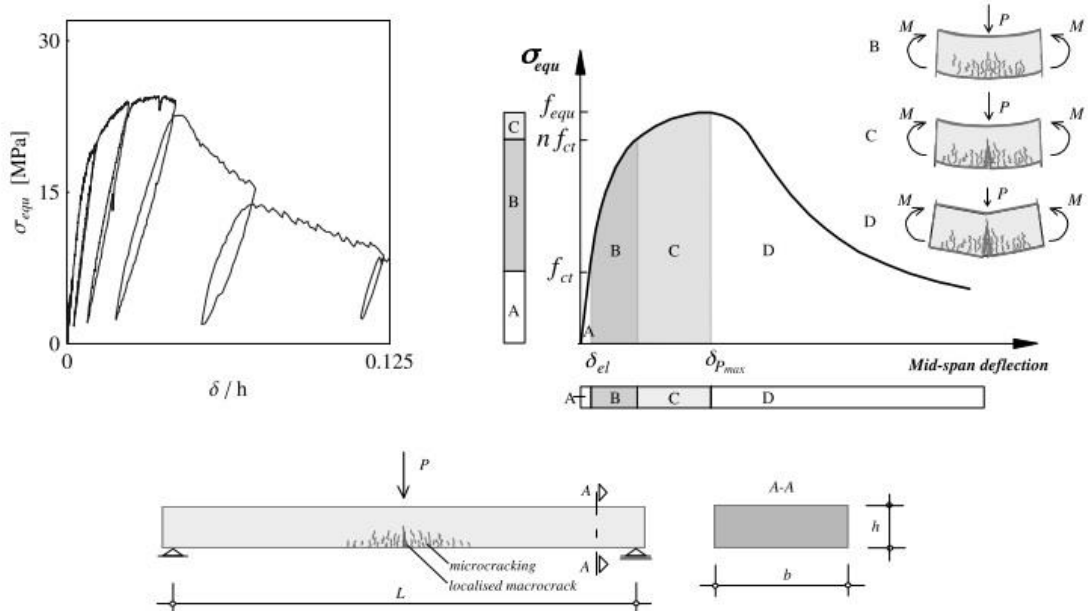 30
15
0
σequ [MPa]
0
0.125
δ / h
C
B
A
σequ
fequ
n fct
fct
A
B
C
D
δel
δPmax
Mid-span deflection
A
B
C
D
B
M
P
M
C
M
P
M
D
M
P
M
P
A
A
microcracking
localised macrocrack
L
A-A
h
b